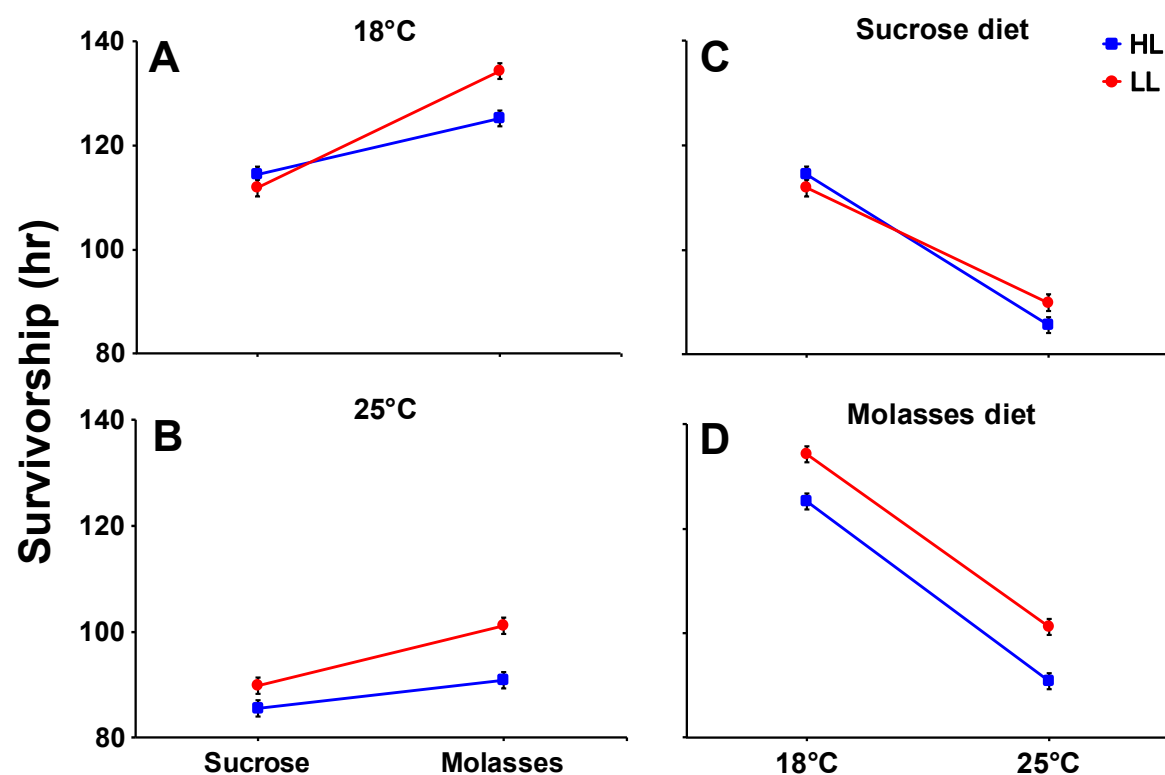 18°C
A
140
120
100
80
Sucrose diet
C
HL
LL
Survivorship (hr)
25°C
B
140
120
100
80
Sucrose
Molasses
Molasses diet
D
18°C
25°C